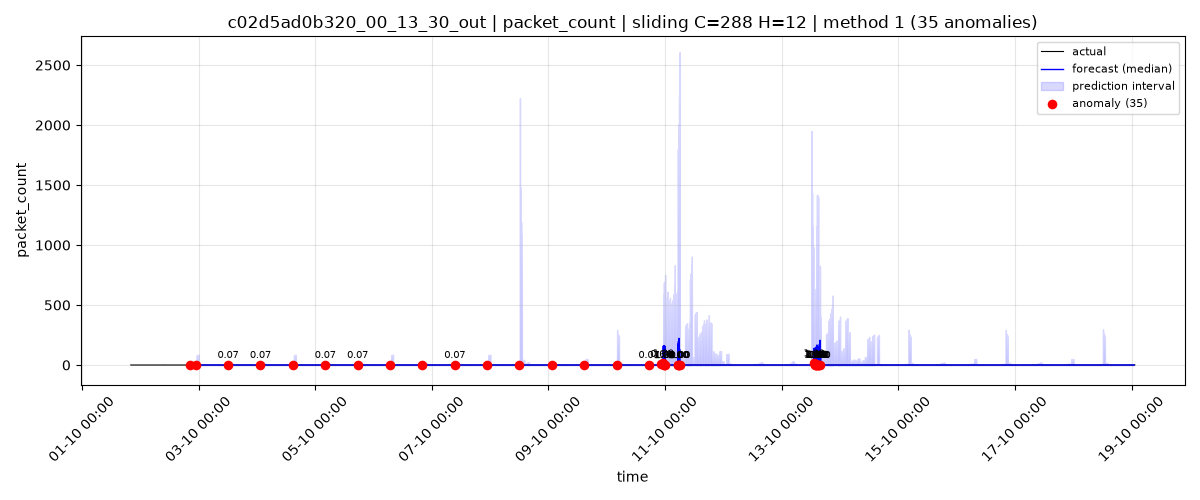 c02d5ad0b320_00_13_30_out | packet_count | sliding C=288 H=12 | method 1 (35 anomalies)
actual
forecast (median)
prediction interval
anomaly (35)
packet_count
2500
2000
1500
1000
500
0
0.07 0.07 0.07 0.07 0.07
01-10 00:00 03-10 00:00 05-10 00:00 07-10 00:00 09-10 00:00 11-10 00:00 13-10 00:00 15-10 00:00 17-10 00:00 19-10 00:00
time